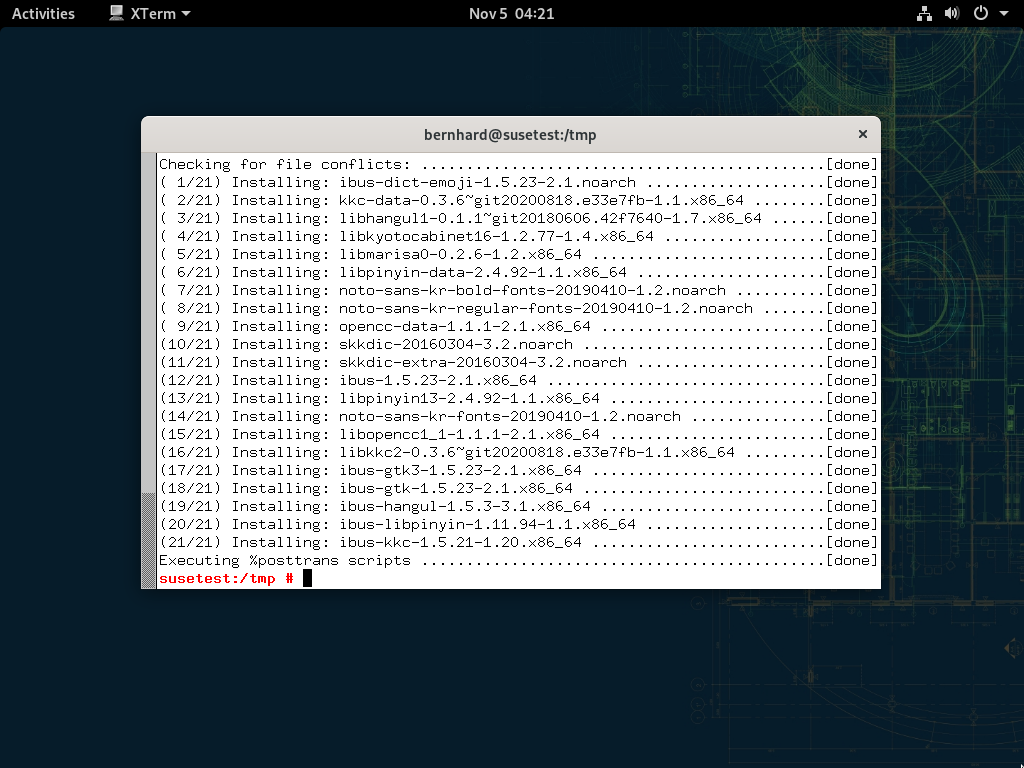 Activities XTerm Nov 5 04:21
bernhard@susetest:/tmp ×
Checking for file conflicts: .............................................[done]
( 1/21) Installing: ibus-dict-emoji-1.5.23-2.1.noarch ....................[done]
( 2/21) Installing: kkc-data-0.3.6~git20200818.e33e7fb-1.1.x86_64 ........[done]
( 3/21) Installing: libhangul1-0.1.1~git20180606.42f7640-1.7.x86_64 ......[done]
( 4/21) Installing: libkyotocabinet16-1.2.77-1.4.x86_64 ..................[done]
( 5/21) Installing: libmarisa0-0.2.6-1.2.x86_64 ..........................[done]
( 6/21) Installing: libpinyin-data-2.4.92-1.1.x86_64 .....................[done]
( 7/21) Installing: noto-sans-kr-bold-fonts-20190410-1.2.noarch ..........[done]
( 8/21) Installing: noto-sans-kr-regular-fonts-20190410-1.2.noarch .......[done]
( 9/21) Installing: opencc-data-1.1.1-2.1.x86_64 .........................[done]
(10/21) Installing: skkdic-20160304-3.2.noarch ...........................[done]
(11/21) Installing: skkdic-extra-20160304-3.2.noarch .....................[done]
(12/21) Installing: ibus-1.5.23-2.1.x86_64 ...............................[done]
(13/21) Installing: libpinyin13-2.4.92-1.1.x86_64 ........................[done]
(14/21) Installing: noto-sans-kr-fonts-20190410-1.2.noarch ...............[done]
(15/21) Installing: libopencc1_1-1.1.1-2.1.x86_64 ........................[done]
(16/21) Installing: libkkc2-0.3.6~git20200818.e33e7fb-1.1.x86_64 .........[done]
(17/21) Installing: ibus-gtk3-1.5.23-2.1.x86_64 ..........................[done]
(18/21) Installing: ibus-gtk-1.5.23-2.1.x86_64 ...........................[done]
(19/21) Installing: ibus-hangul-1.5.3-3.1.x86_64 .........................[done]
(20/21) Installing: ibus-libpinyin-1.11.94-1.1.x86_64 ....................[done]
(21/21) Installing: ibus-kkc-1.5.21-1.20.x86_64 ..........................[done]
Executing %posttrans scripts .............................................[done]
susetest:/tmp #